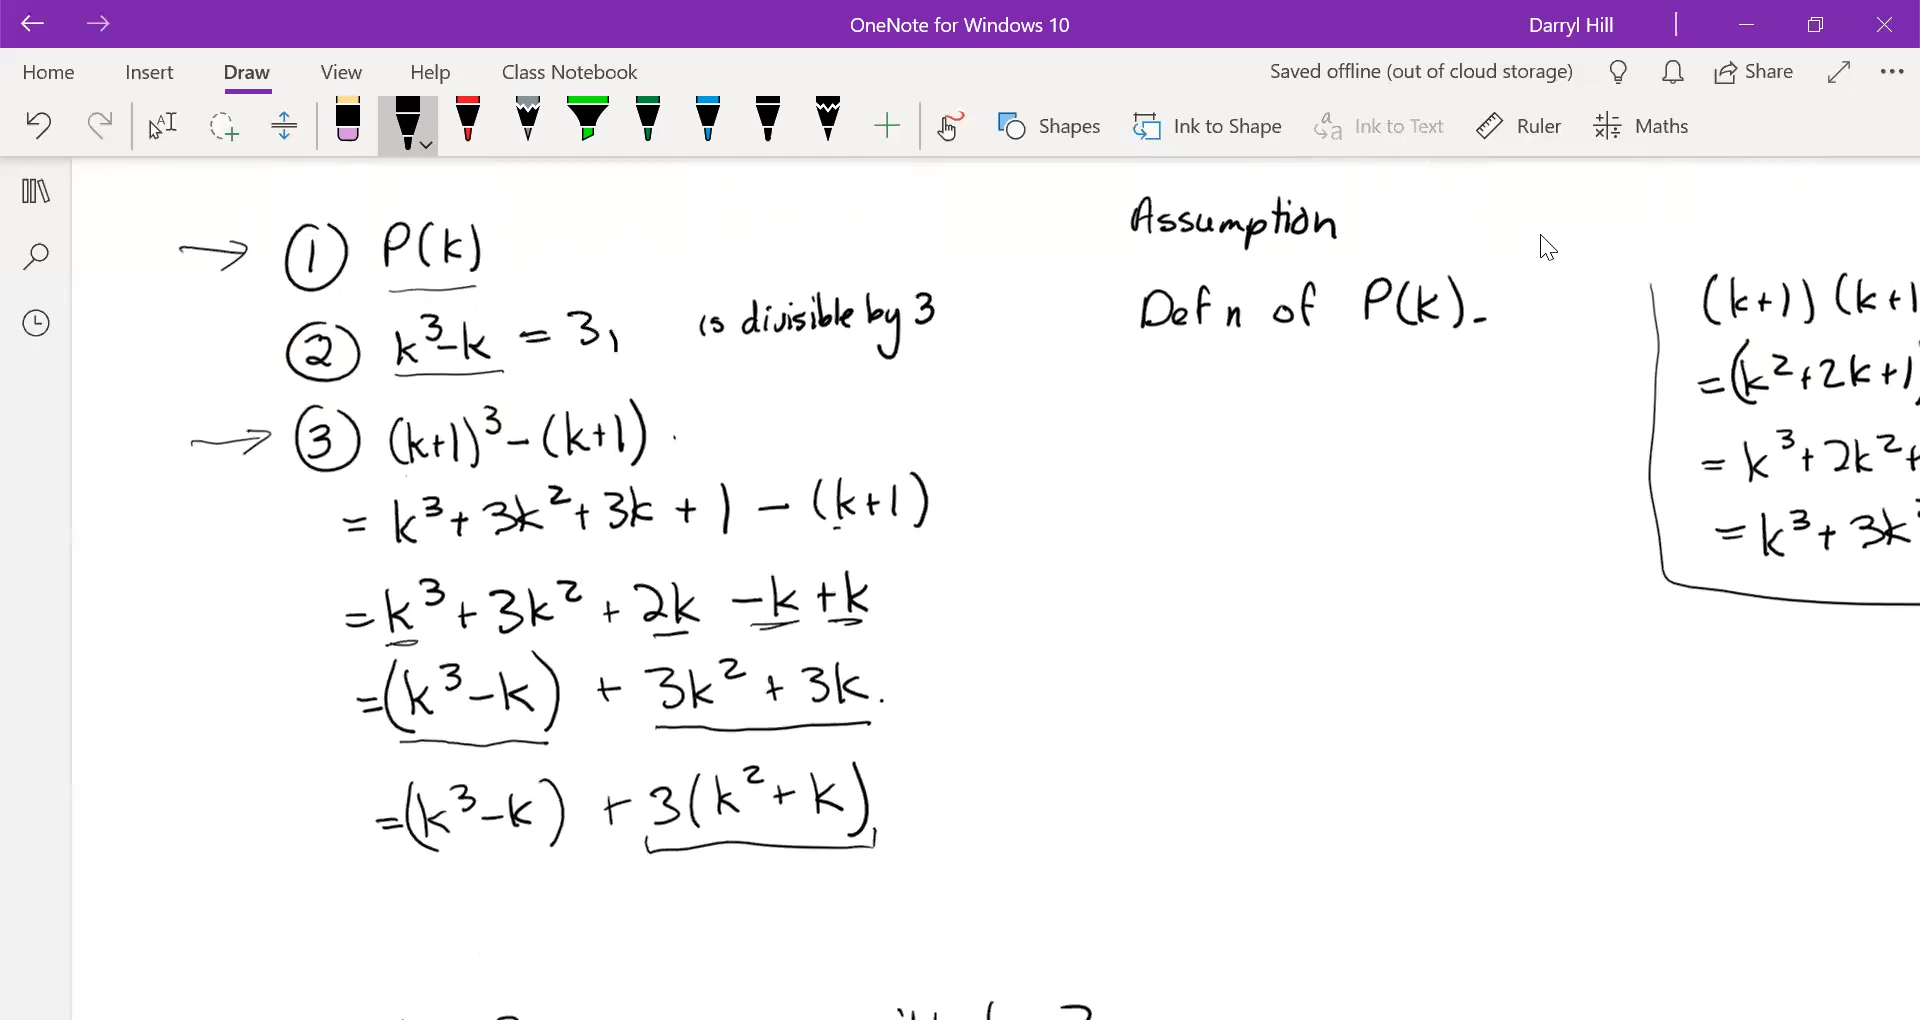 OneNote for Windows 10
Darryl Hill
Home Insert Draw View Help Class Notebook
Saved offline (out of cloud storage) Share
Shapes Ink to Shape Ink to Text Ruler Maths
① P(k) Assumption
② k³-k = 3, is divisible by 3 Defn of P(k).
③ (k+1)³ - (k+1).
= k³ + 3k² + 3k + 1 - (k+1)
= k³ + 3k² + 2k - k + k
= (k³-k) + 3k² + 3k.
= (k³-k) + 3(k² + k)
(k+1) (k+1
= (k² + 2k + 1)
= k³ + 2k² +
= k³ + 3k²